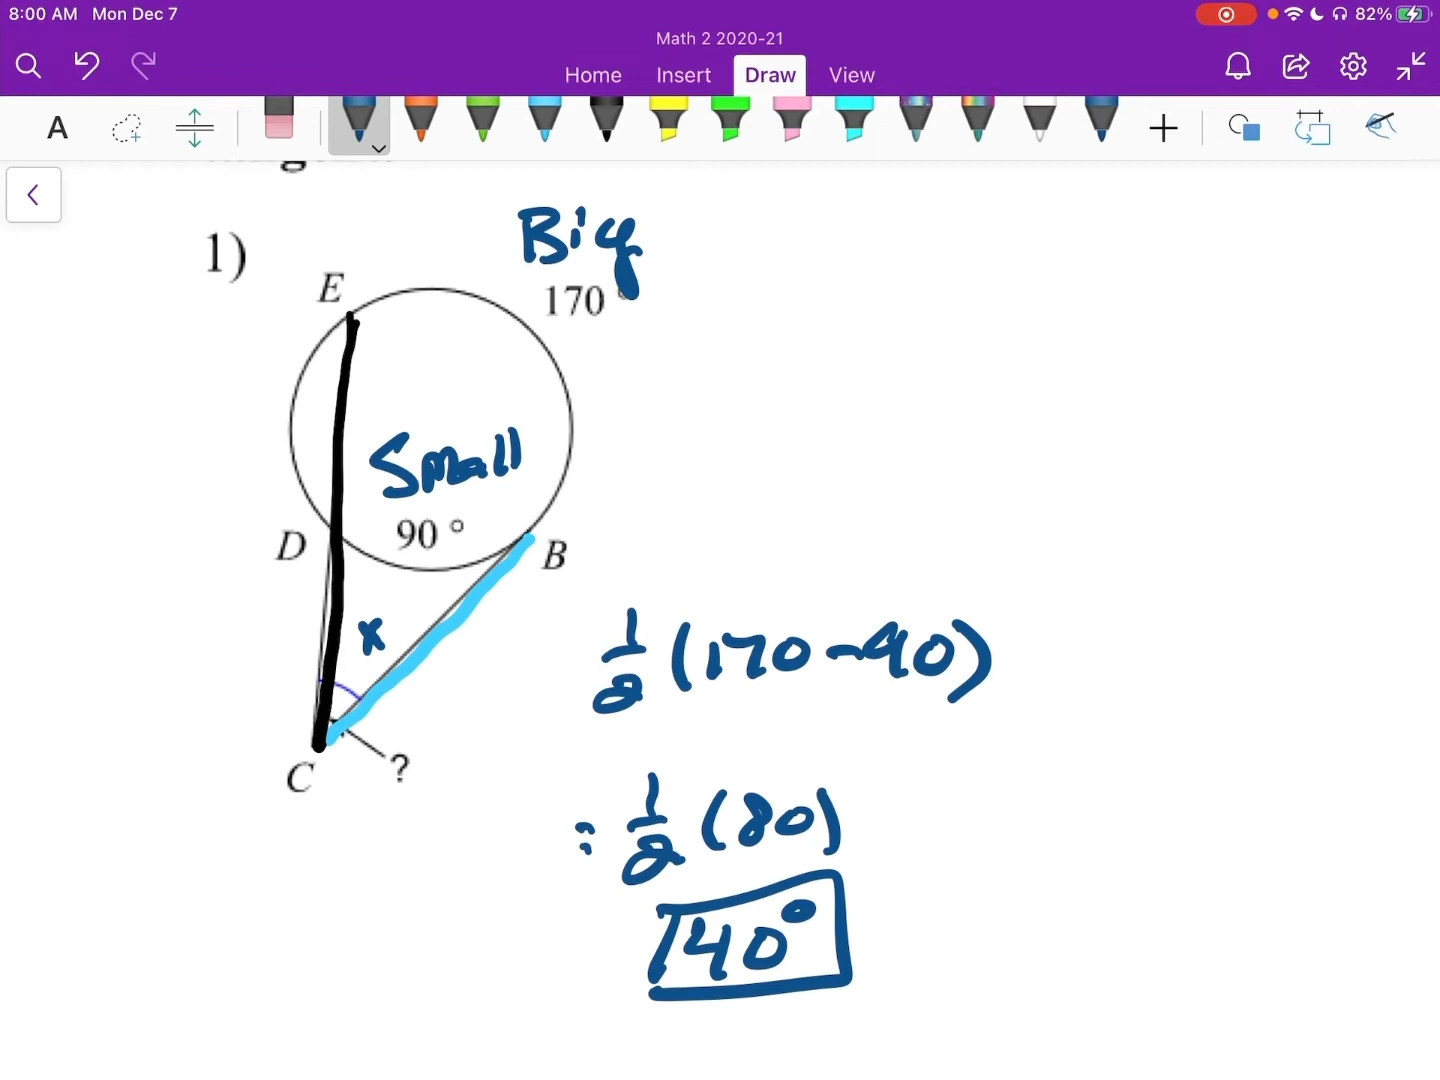 8:00 AM Mon Dec 7
82%
Math 2 2020-21
Home Insert Draw View
A
1)
Big
E
170 °
Small
90 °
D
B
x
1/2 (170-90)
C
?
= 1/2 (80)
40°